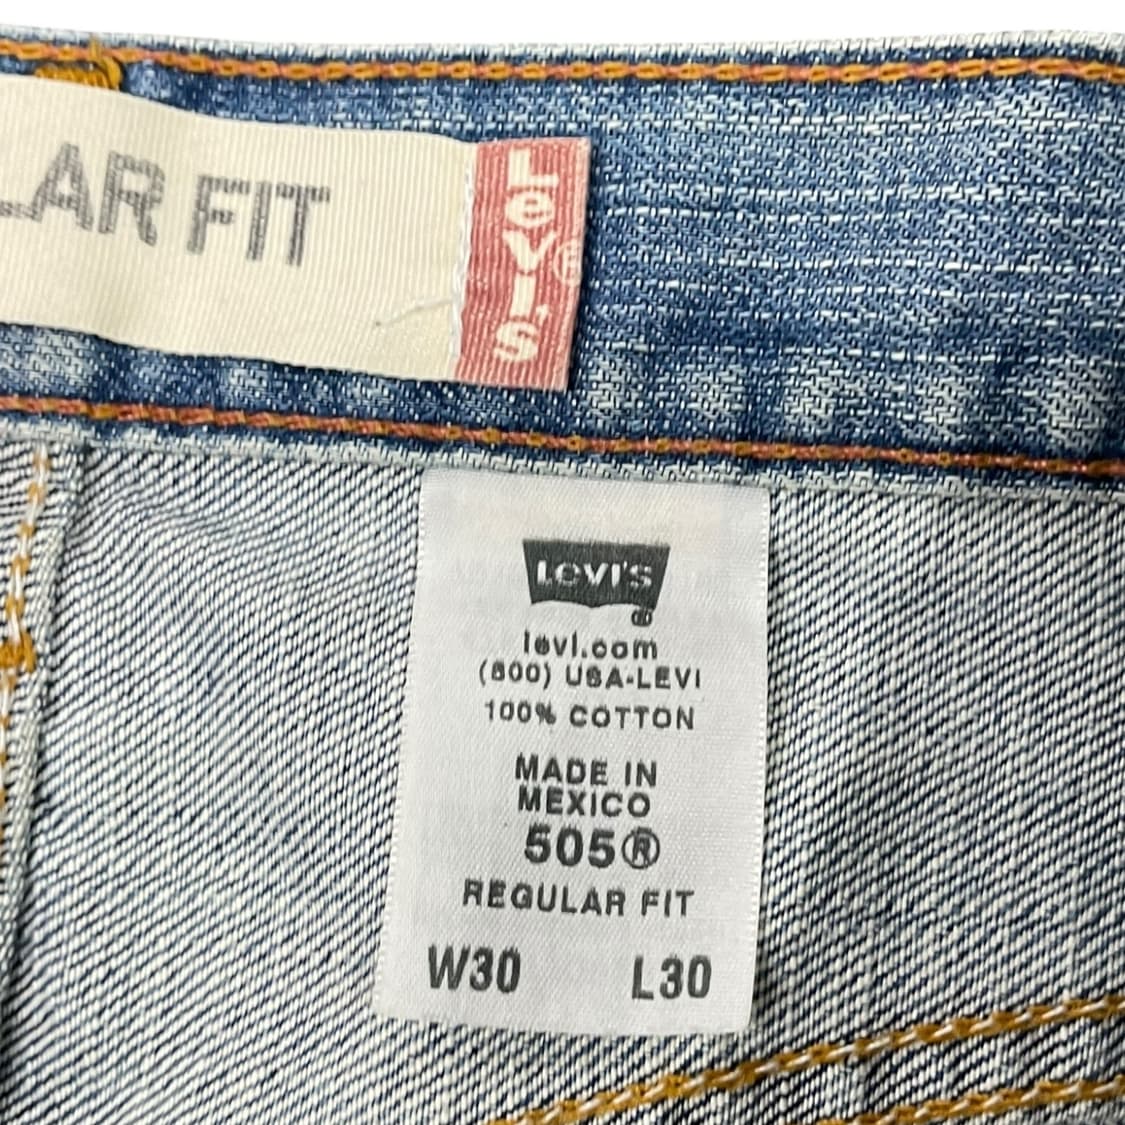 LAR FIT
Levi's®
LEVI'S
®
levi.com
(800) USA-LEVI
100% COTTON
MADE IN
MEXICO
505®
REGULAR FIT
W30 L30